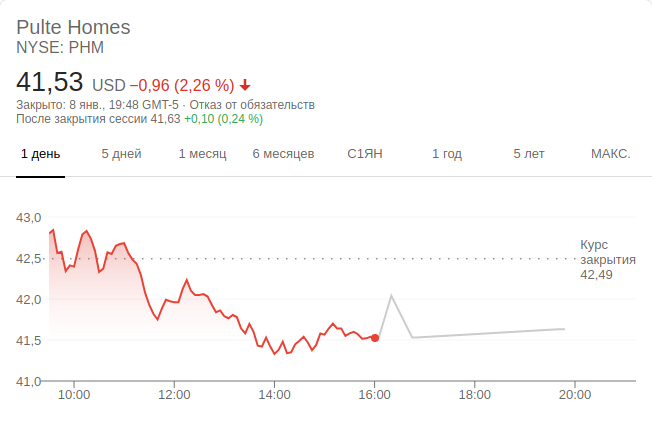 Pulte Homes
NYSE: PHM
41,53 USD −0,96 (2,26 %)
Закрыто: 8 янв., 19:48 GMT-5 · Отказ от обязательств
После закрытия сессии 41,63 +0,10 (0,24 %)
1 день 5 дней 1 месяц 6 месяцев С1ЯН 1 год 5 лет МАКС.
43,0
42,5
42,0
41,5
41,0
Курс
закрытия
42,49
10:00 12:00 14:00 16:00 18:00 20:00